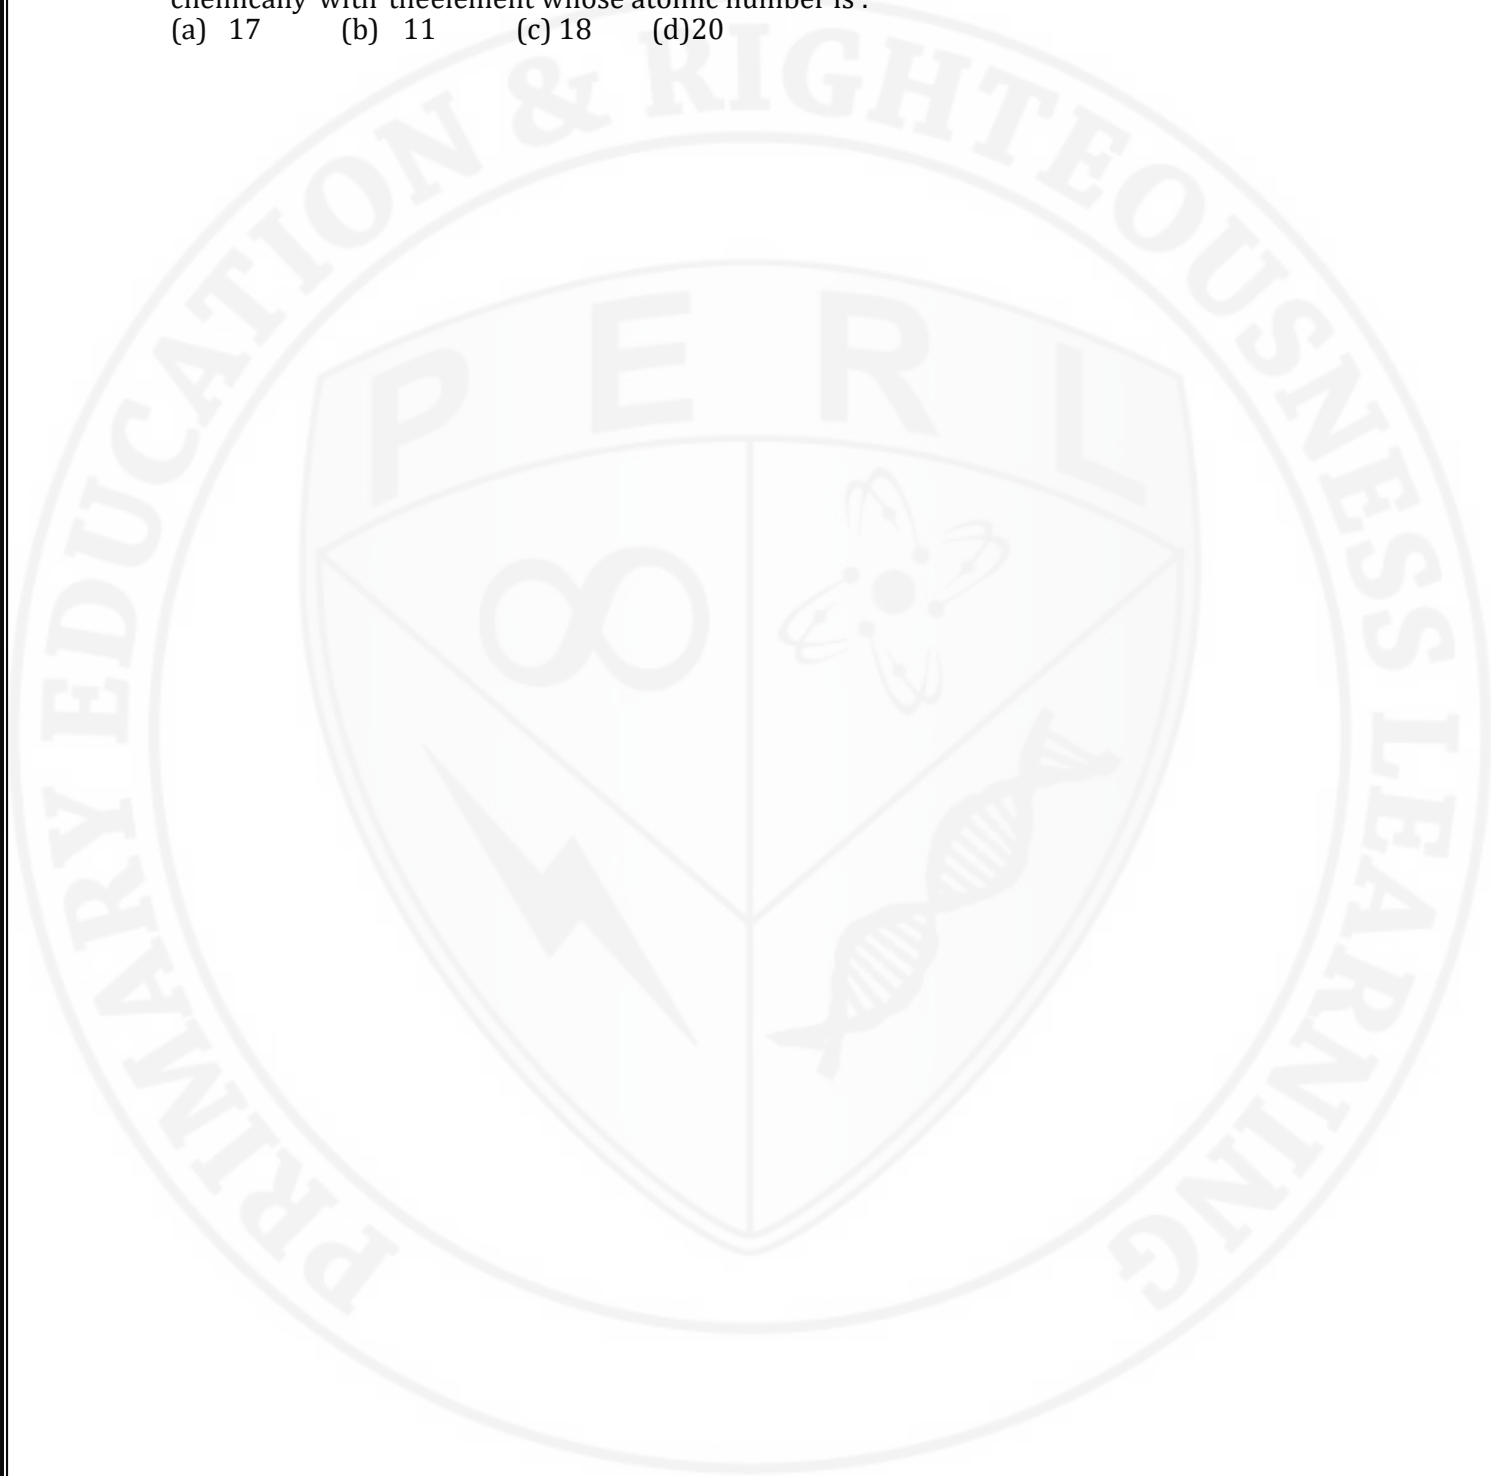 chemically with theelement whose atomic number is :
(a) 17 (b) 11 (c) 18 (d)20
PRIMARY EDUCATION & RIGHTEOUSNESS LEARNING
P E R L